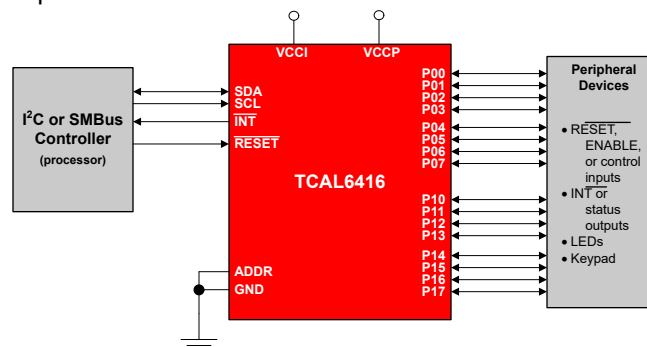 VCCI
VCCP
I²C or SMBus
Controller
(processor)
SDA
SCL
INT
RESET
ADDR
GND
TCAL6416
P00
P01
P02
P03
P04
P05
P06
P07
P10
P11
P12
P13
P14
P15
P16
P17
Peripheral
Devices
• RESET,
ENABLE,
or control
inputs
• INT or
status
outputs
• LEDs
• Keypad